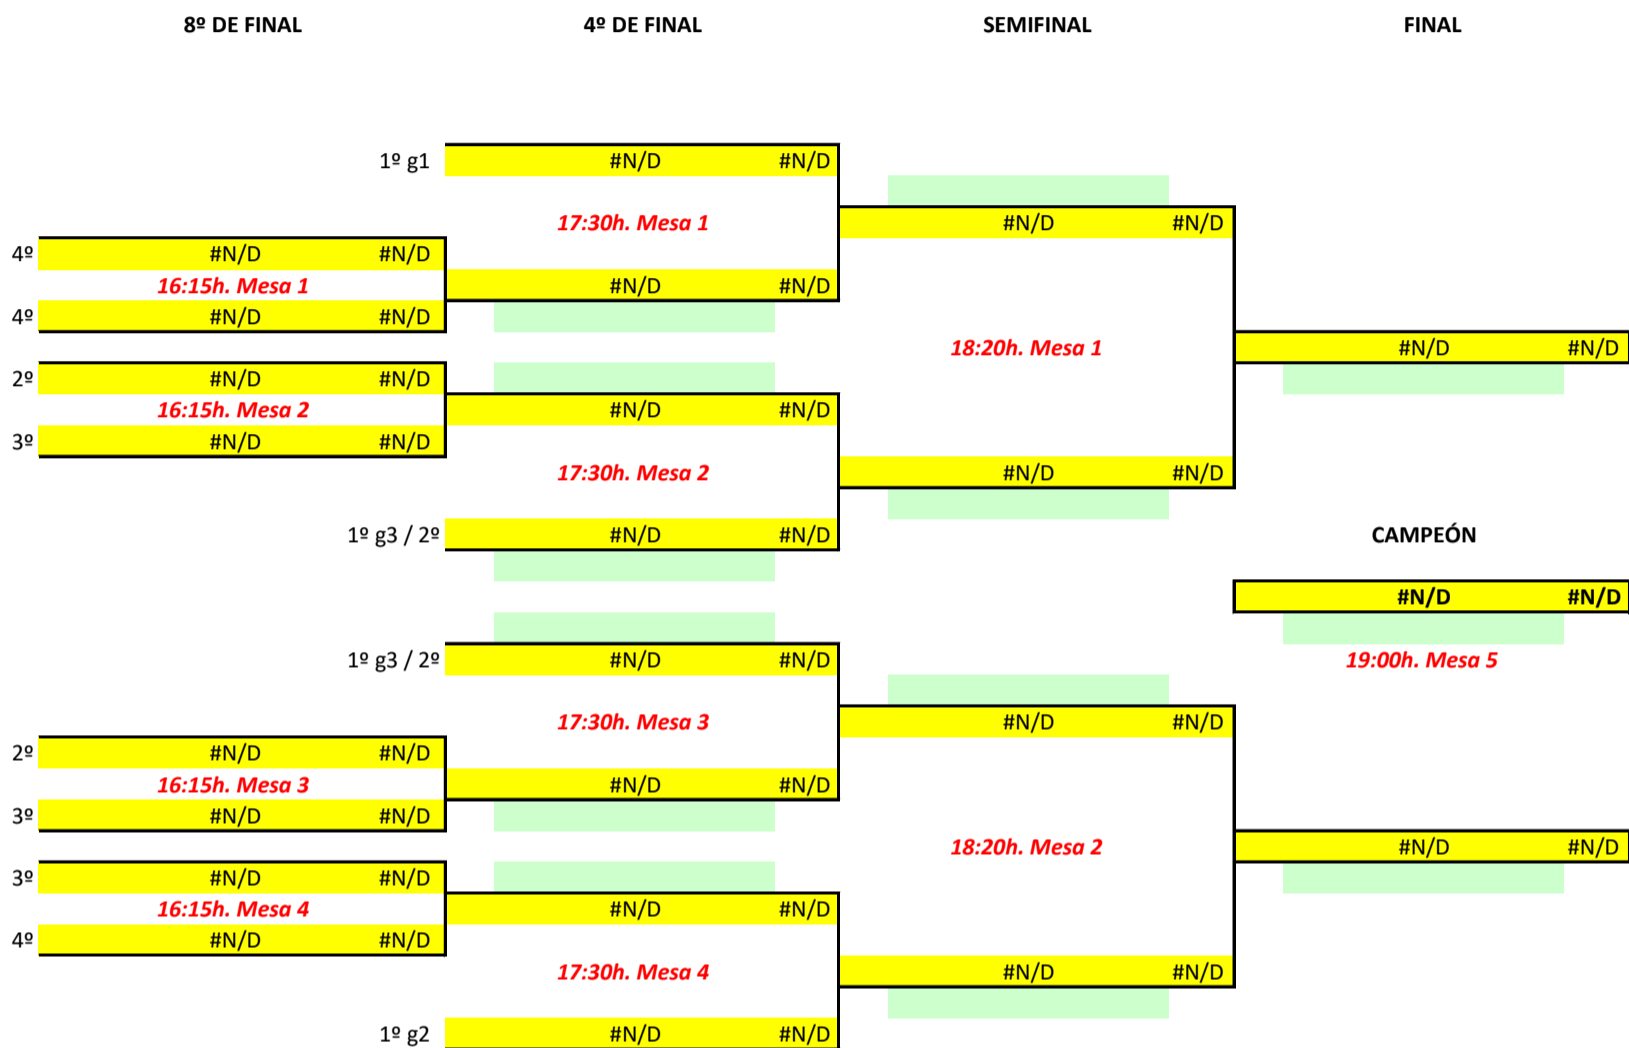 8º DE FINAL 4º DE FINAL SEMIFINAL FINAL
1º g1 #N/D #N/D
17:30h. Mesa 1 #N/D #N/D
4º #N/D #N/D
16:15h. Mesa 1 #N/D #N/D
4º #N/D #N/D
18:20h. Mesa 1 #N/D #N/D
2º #N/D #N/D
16:15h. Mesa 2 #N/D #N/D
3º #N/D #N/D
17:30h. Mesa 2 #N/D #N/D
1º g3 / 2º #N/D #N/D CAMPEÓN
#N/D #N/D
1º g3 / 2º #N/D #N/D 19:00h. Mesa 5
17:30h. Mesa 3 #N/D #N/D
2º #N/D #N/D
16:15h. Mesa 3 #N/D #N/D
3º #N/D #N/D
18:20h. Mesa 2 #N/D #N/D
3º #N/D #N/D
16:15h. Mesa 4 #N/D #N/D
4º #N/D #N/D
17:30h. Mesa 4 #N/D #N/D
1º g2 #N/D #N/D